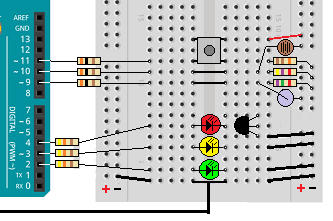 AREF
GND
13
12
~ 11
~ 10
~ 9
8
7
~ 6
~ 5
4
~ 3
2
TX 1
RX 0
DIGITAL (PWM ~)
+ -
+ -